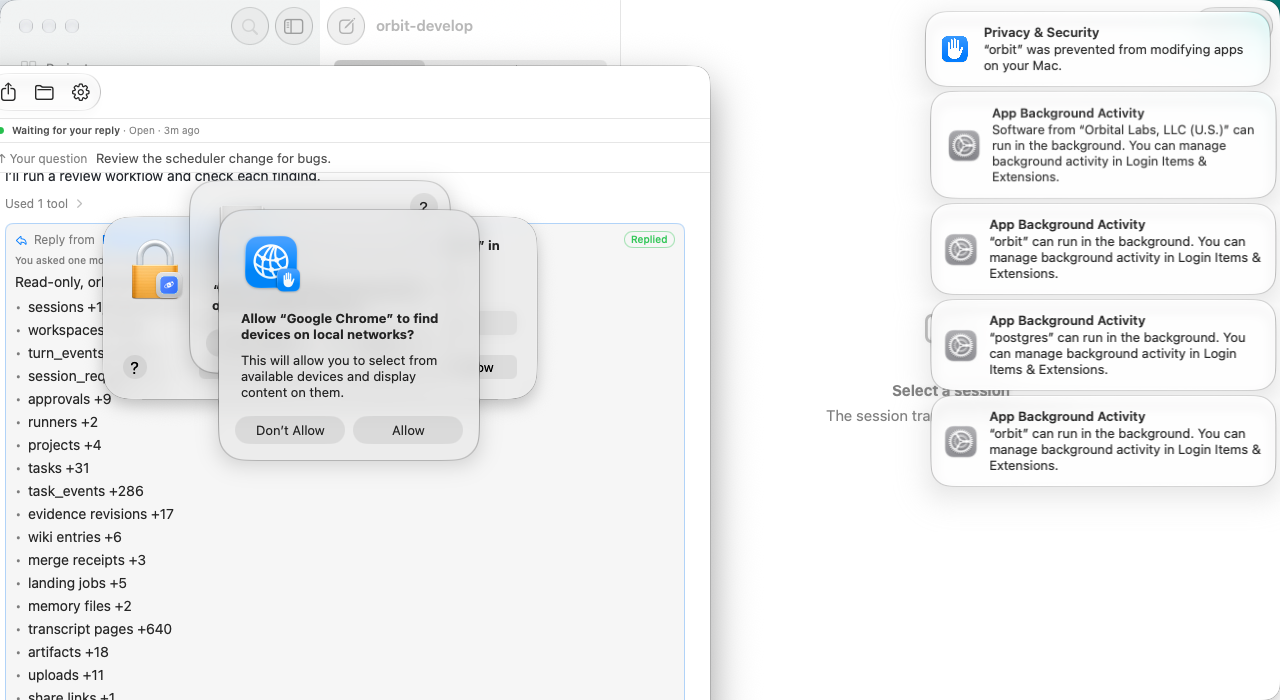 orbit-develop
Waiting for your reply · Open · 3m ago
↑ Your question Review the scheduler change for bugs.
I'll run a review workflow and check each finding.
Used 1 tool
Reply from
Replied
You asked one mo
Read-only, or
• sessions +1
• workspaces
• turn_events
• session_req
• approvals +9
• runners +2
• projects +4
• tasks +31
• task_events +286
• evidence revisions +17
• wiki entries +6
• merge receipts +3
• landing jobs +5
• memory files +2
• transcript pages +640
• artifacts +18
• uploads +11
• share links +1
?
” in
?
Allow “Google Chrome” to find
devices on local networks?
This will allow you to select from
available devices and display
content on them.
Don’t Allow
Allow
Select a session
The session tra
Privacy & Security
“orbit” was prevented from modifying apps
on your Mac.
App Background Activity
Software from “Orbital Labs, LLC (U.S.)” can
run in the background. You can manage
background activity in Login Items &
Extensions.
App Background Activity
“orbit” can run in the background. You can
manage background activity in Login Items &
Extensions.
App Background Activity
“postgres” can run in the background. You
can manage background activity in Login
Items & Extensions.
App Background Activity
“orbit” can run in the background. You can
manage background activity in Login Items &
Extensions.